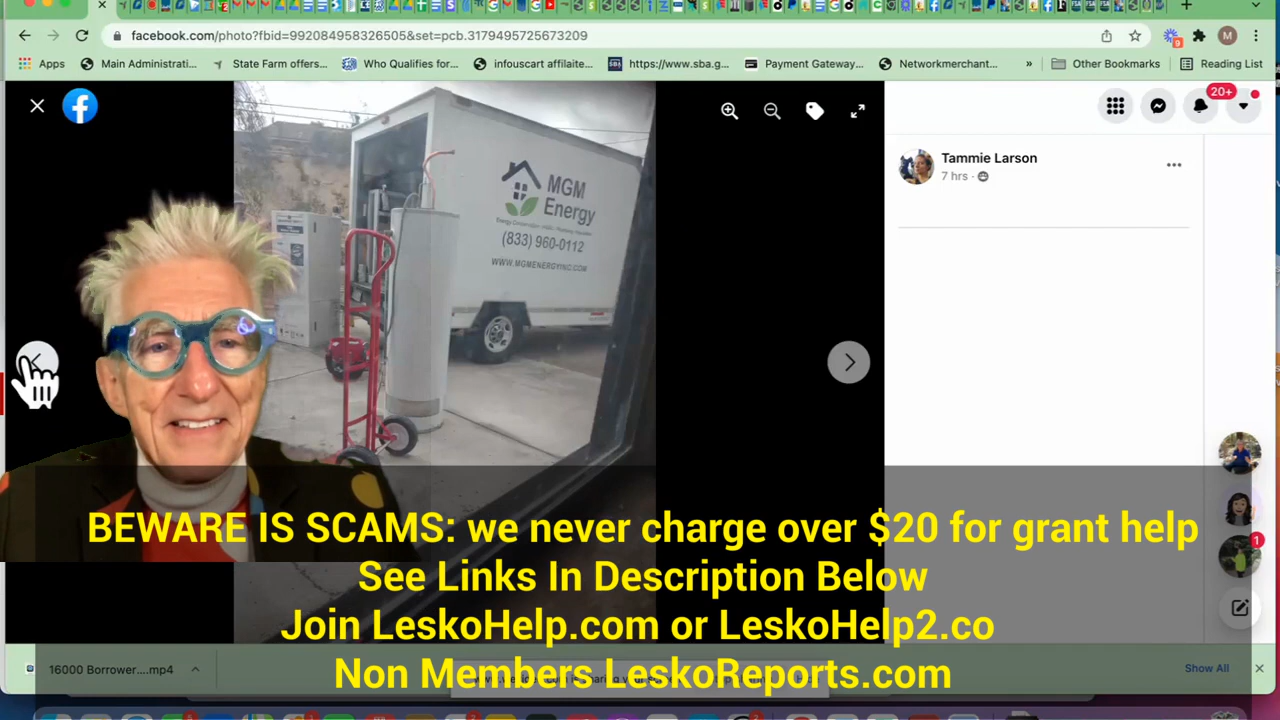 facebook.com/photo?fbid=992084958326505&set=pcb.3179495725673209
9
M
Apps
Main Administrati...
State Farm offers...
Who Qualifies for...
infouscart affilaite...
https://www.sba.g...
Payment Gateway...
Networkmerchant...
»
Other Bookmarks
Reading List
20+
Tammie Larson
7 hrs ·
MGM
Energy
(833) 960-0112
WWW.MGMENERGYINC.COM
1
BEWARE IS SCAMS: we never charge over $20 for grant help
See Links In Description Below
Join LeskoHelp.com or LeskoHelp2.co
Non Members LeskoReports.com
16000 Borrower....mp4
Show All